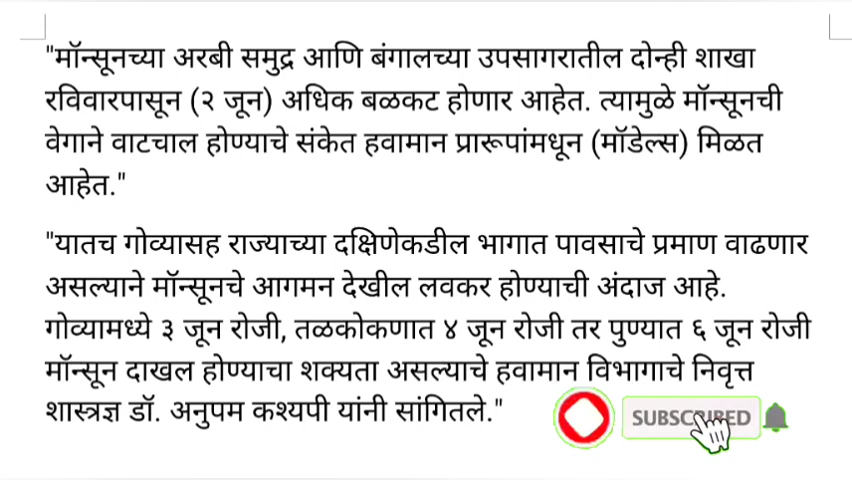 "मॉन्सूनच्या अरबी समुद्र आणि बंगालच्या उपसागरातील दोन्ही शाखा
रविवारपासून (२ जून) अधिक बळकट होणार आहेत. त्यामुळे मॉन्सूनची
वेगाने वाटचाल होण्याचे संकेत हवामान प्रारूपांमधून (मॉडेल्स) मिळत
आहेत."
"यातच गोव्यासह राज्याच्या दक्षिणेकडील भागात पावसाचे प्रमाण वाढणार
असल्याने मॉन्सूनचे आगमन देखील लवकर होण्याची अंदाज आहे.
गोव्यामध्ये ३ जून रोजी, तळकोकणात ४ जून रोजी तर पुण्यात ६ जून रोजी
मॉन्सून दाखल होण्याचा शक्यता असल्याचे हवामान विभागाचे निवृत्त
शास्त्रज्ञ डॉ. अनुपम कश्यपी यांनी सांगितले."
SUBSCRIBED